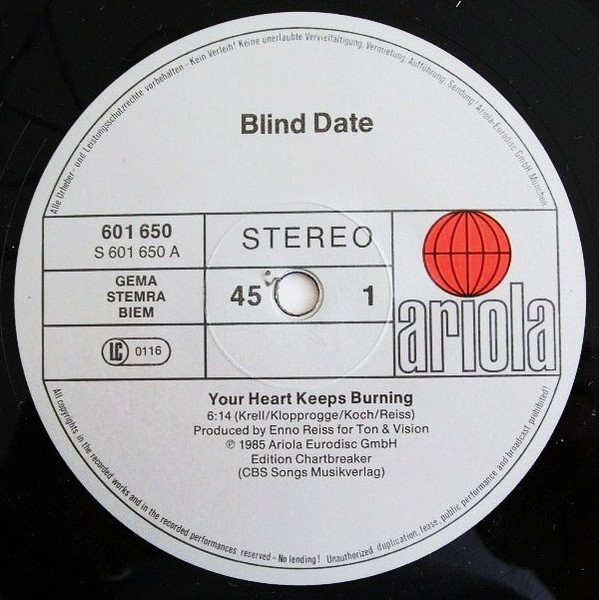 Alle Urheber- und Leistungsschutzrechte vorbehalten - Kein Verleih! Keine unerlaubte Vervielfältigung, Vermietung, Aufführung, Sendung! Ariola-Eurodisc GmbH, München
Blind Date
601 650
S 601 650 A
STEREO
GEMA
STEMRA
BIEM
45
1
LC 0116
ariola
Your Heart Keeps Burning
6:14 (Krell/Klopprogge/Koch/Reiss)
Produced by Enno Reiss for Ton & Vision
℗ 1985 Ariola Eurodisc GmbH
Edition Chartbreaker
(CBS Songs Musikverlag)
All copyrights in the recorded works and in the recorded performances reserved - No lending! Unauthorized duplication, lease, public performance and broadcast prohibited!